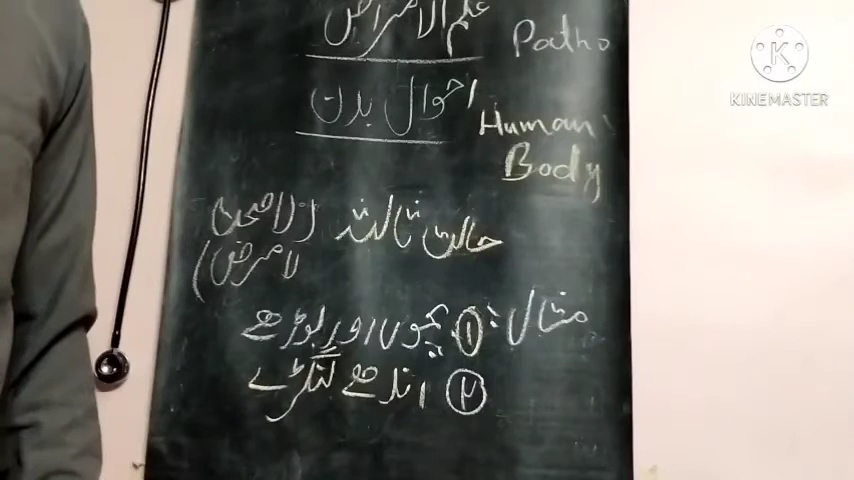 علم الامراض Patho
احوال بدن Human
Body
حالت ثالثہ (لا صحت
لا مرض)
مثال: ① بچوں اور بوڑھے
② اندھے لنگڑے
K
KINEMASTER